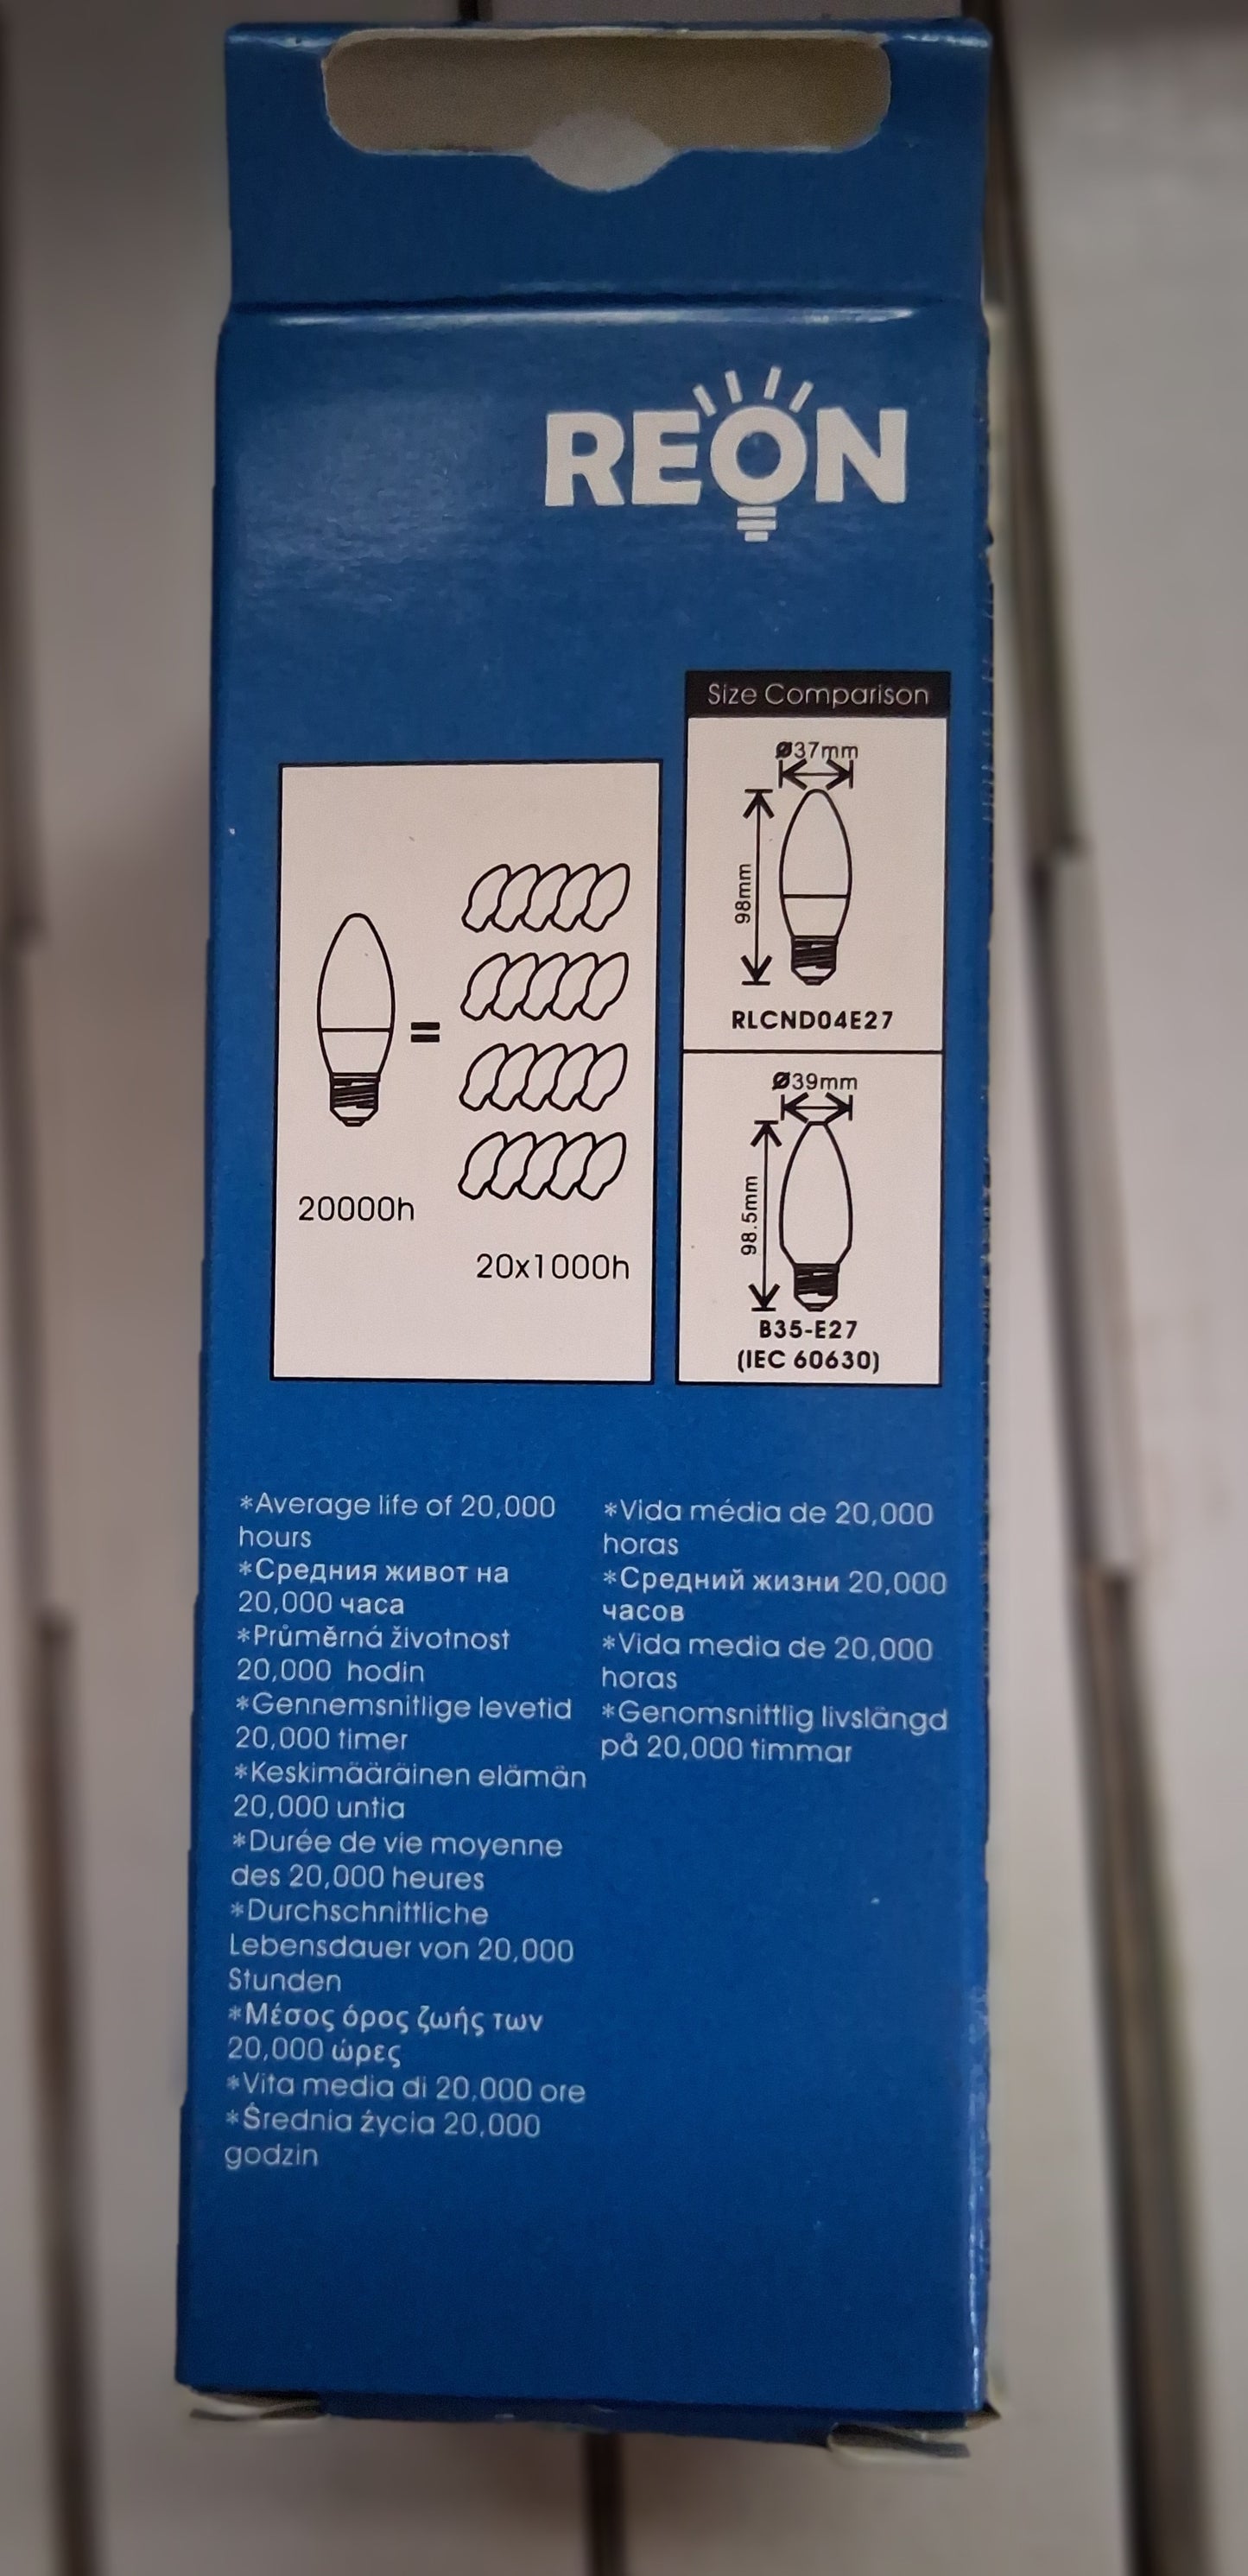 REON
Size Comparison
Ø37mm
98mm
RLCND04E27
Ø39mm
98.5mm
B35-E27
(IEC 60630)
=
20000h
20x1000h
*Average life of 20,000
hours
*Средния живот на
20,000 часа
*Průměrná životnost
20,000 hodin
*Gennemsnitlige levetid
20,000 timer
*Keskimääräinen elämän
20,000 untia
*Durée de vie moyenne
des 20,000 heures
*Durchschnittliche
Lebensdauer von 20,000
Stunden
*Μέσος όρος ζωής των
20,000 ώρες
*Vita media di 20,000 ore
*Średnia źycia 20,000
godzin
*Vida média de 20,000
horas
*Средний жизни 20,000
часов
*Vida media de 20,000
horas
*Genomsnittlig livslängd
på 20,000 timmar